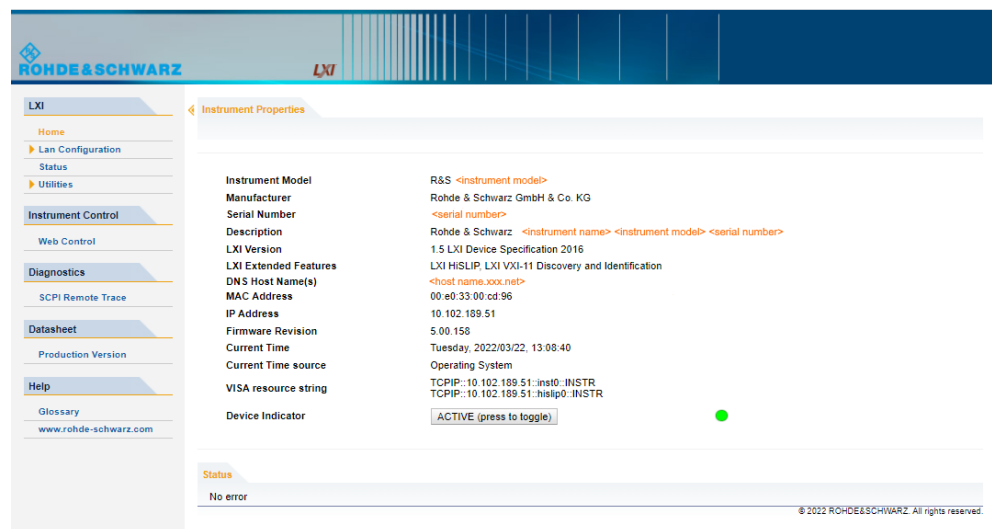 ROHDE&SCHWARZ
LXI
LXI
Home
Lan Configuration
Status
Utilities
Instrument Control
Web Control
Diagnostics
SCPI Remote Trace
Datasheet
Production Version
Help
Glossary
www.rohde-schwarz.com
Instrument Properties
Instrument Model R&S <instrument model>
Manufacturer Rohde & Schwarz GmbH & Co. KG
Serial Number <serial number>
Description Rohde & Schwarz <instrument name> <instrument model> <serial number>
LXI Version 1.5 LXI Device Specification 2016
LXI Extended Features LXI HiSLIP, LXI VXI-11 Discovery and Identification
DNS Host Name(s) <host name.xxx.net>
MAC Address 00:e0:33:00:cd:96
IP Address 10.102.189.51
Firmware Revision 5.00.158
Current Time Tuesday, 2022/03/22, 13:08:40
Current Time source Operating System
VISA resource string TCPIP::10.102.189.51::inst0::INSTR
TCPIP::10.102.189.51::hislip0::INSTR
Device Indicator ACTIVE (press to toggle)
Status
No error
© 2022 ROHDE&SCHWARZ. All rights reserved.